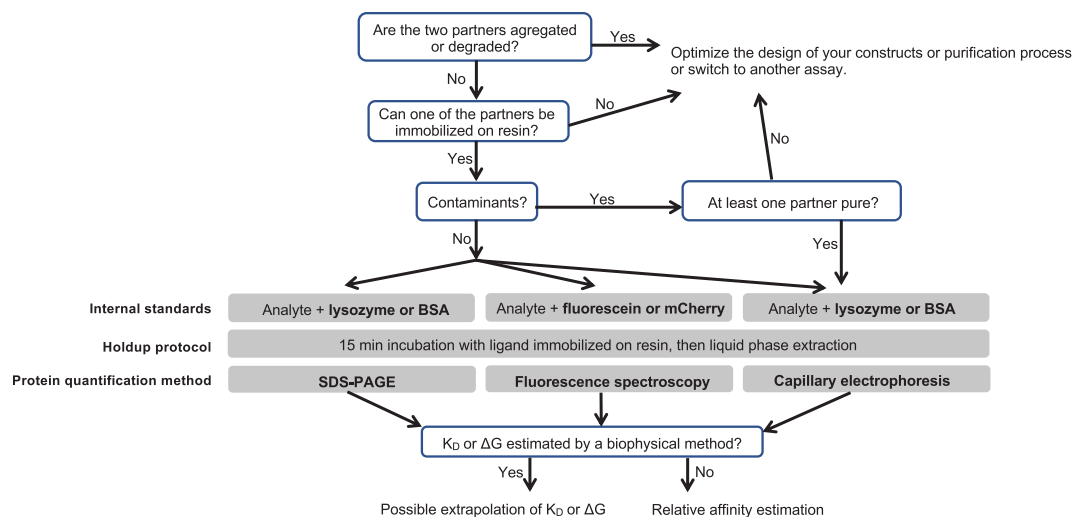 Are the two partners agregated
or degraded?
Yes
Optimize the design of your constructs or purification process
or switch to another assay.
No
Can one of the partners be
immobilized on resin?
No
No
Yes
Contaminants?
Yes
At least one partner pure?
No
Yes
Internal standards
Analyte + lysozyme or BSA
Analyte + fluorescein or mCherry
Analyte + lysozyme or BSA
Holdup protocol
15 min incubation with ligand immobilized on resin, then liquid phase extraction
Protein quantification method
SDS-PAGE
Fluorescence spectroscopy
Capillary electrophoresis
KD or ΔG estimated by a biophysical method?
Yes
No
Possible extrapolation of KD or ΔG
Relative affinity estimation